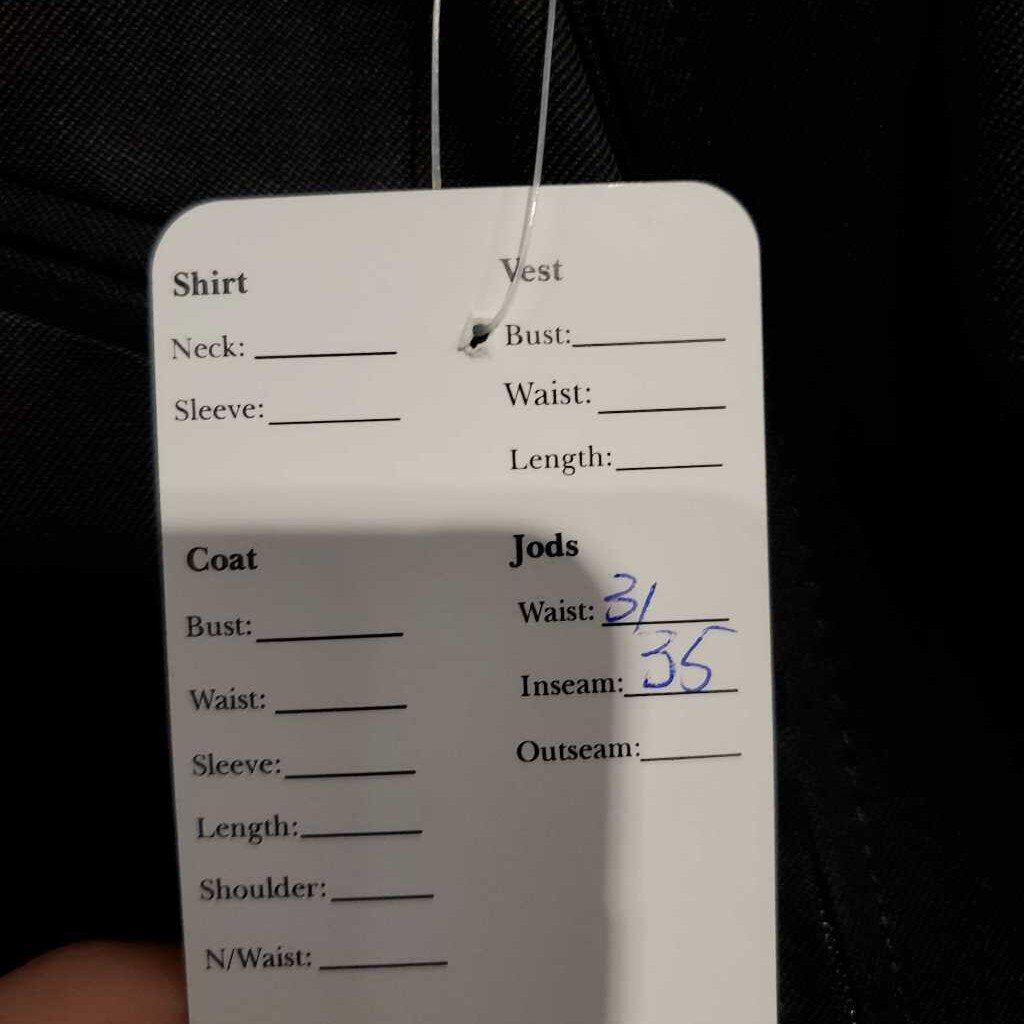 Shirt
Neck:
Sleeve:
Vest
Bust:
Waist:
Length:
Coat
Bust:
Waist:
Sleeve:
Length:
Shoulder:
N/Waist:
Jods
Waist: 31
Inseam: 35
Outseam: